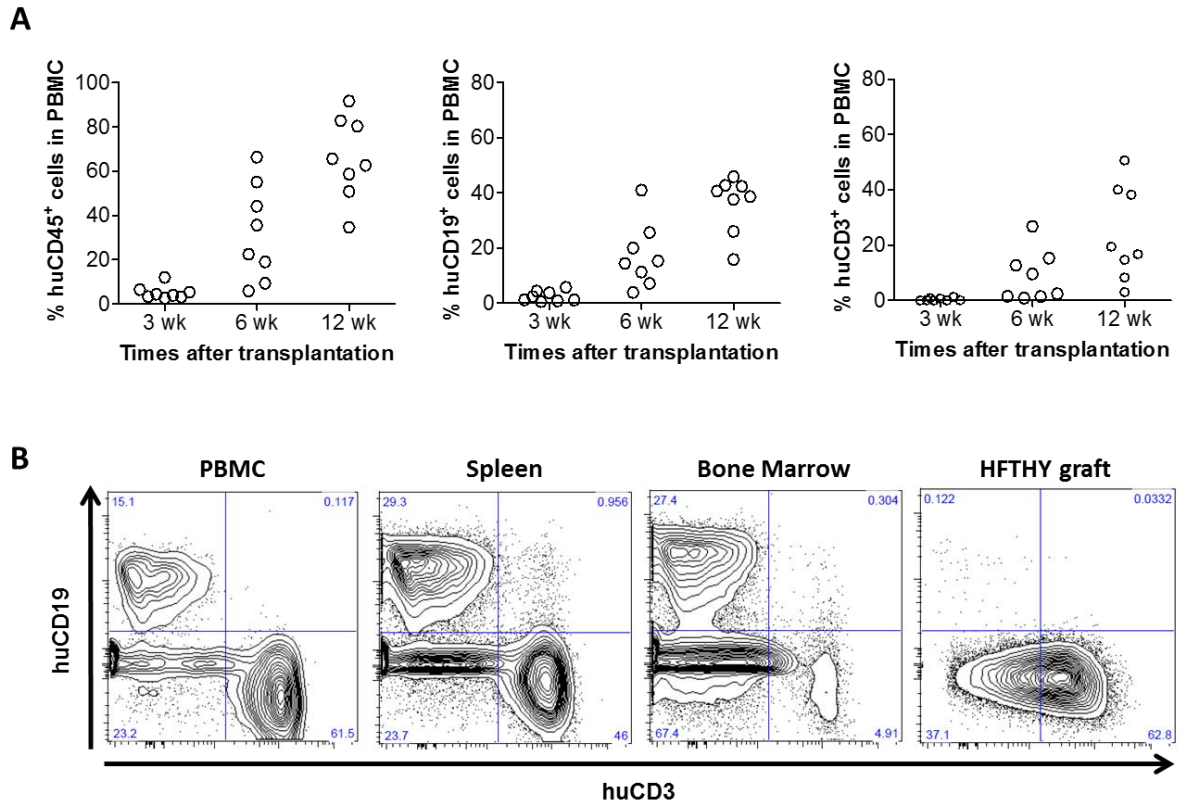 A
% huCD45+ cells in PBMC
100
80
60
40
20
0
3 wk 6 wk 12 wk
Times after transplantation
% huCD19+ cells in PBMC
80
60
40
20
0
3 wk 6 wk 12 wk
Times after transplantation
% huCD3+ cells in PBMC
80
60
40
20
0
3 wk 6 wk 12 wk
Times after transplantation
B
PBMC Spleen Bone Marrow HFTHY graft
huCD19
15.1 0.117
23.2 61.5
29.3 0.956
23.7 46
27.4 0.304
67.4 4.91
0.122 0.0332
37.1 62.8
huCD3